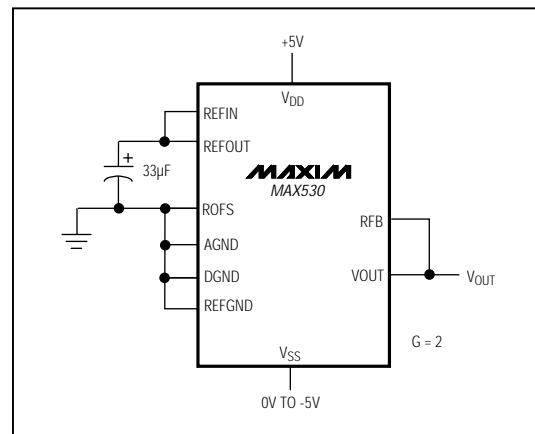 +5V
VDD
REFIN
REFOUT
+
33µF
MAXIM
MAX530
ROFS
AGND
RFB
DGND
VOUT
VOUT
REFGND
G = 2
VSS
0V TO -5V